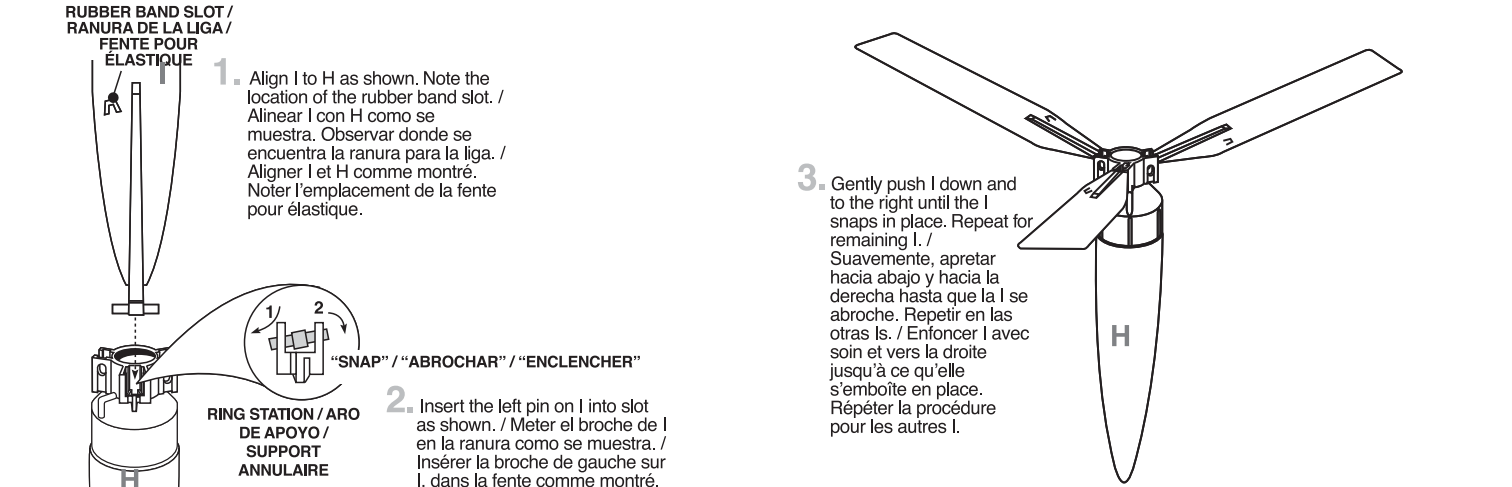 RUBBER BAND SLOT /
RANURA DE LA LIGA /
FENTE POUR
ÉLASTIQUE
I
1. Align I to H as shown. Note the
location of the rubber band slot. /
Alinear I con H como se
muestra. Observar donde se
encuentra la ranura para la liga. /
Aligner I et H comme montré.
Noter l'emplacement de la fente
pour élastique.
1 2
“SNAP” / “ABROCHAR” / “ENCLENCHER”
RING STATION / ARO
DE APOYO /
SUPPORT
ANNULAIRE
H
2. Insert the left pin on I into slot
as shown. / Meter el broche de I
en la ranura como se muestra. /
Insérer la broche de gauche sur
I, dans la fente comme montré.
3. Gently push I down and
to the right until the I
snaps in place. Repeat for
remaining I. /
Suavemente, apretar
hacia abajo y hacia la
derecha hasta que la I se
abroche. Repetir en las
otras Is. / Enfoncer I avec
soin et vers la droite
jusqu'à ce qu'elle
s'emboîte en place.
Répéter la procédure
pour les autres I.
H